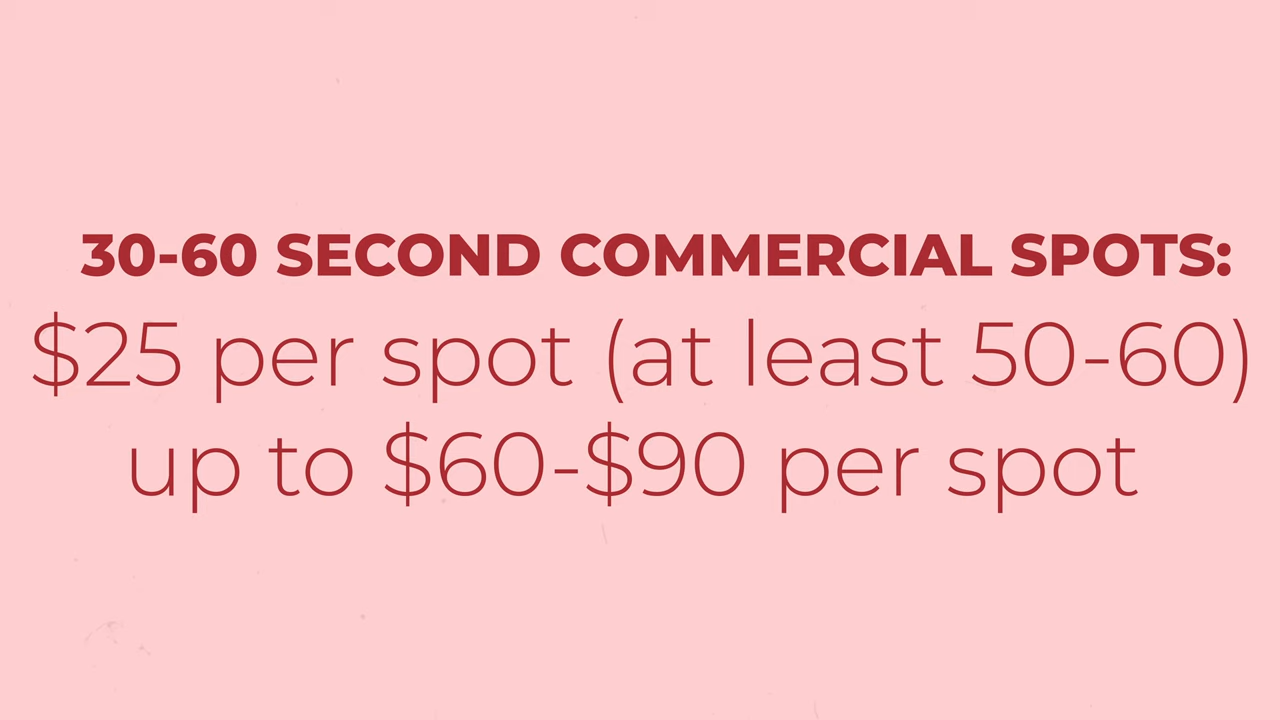 30-60 SECOND COMMERCIAL SPOTS:
$25 per spot (at least 50-60)
up to $60-$90 per spot